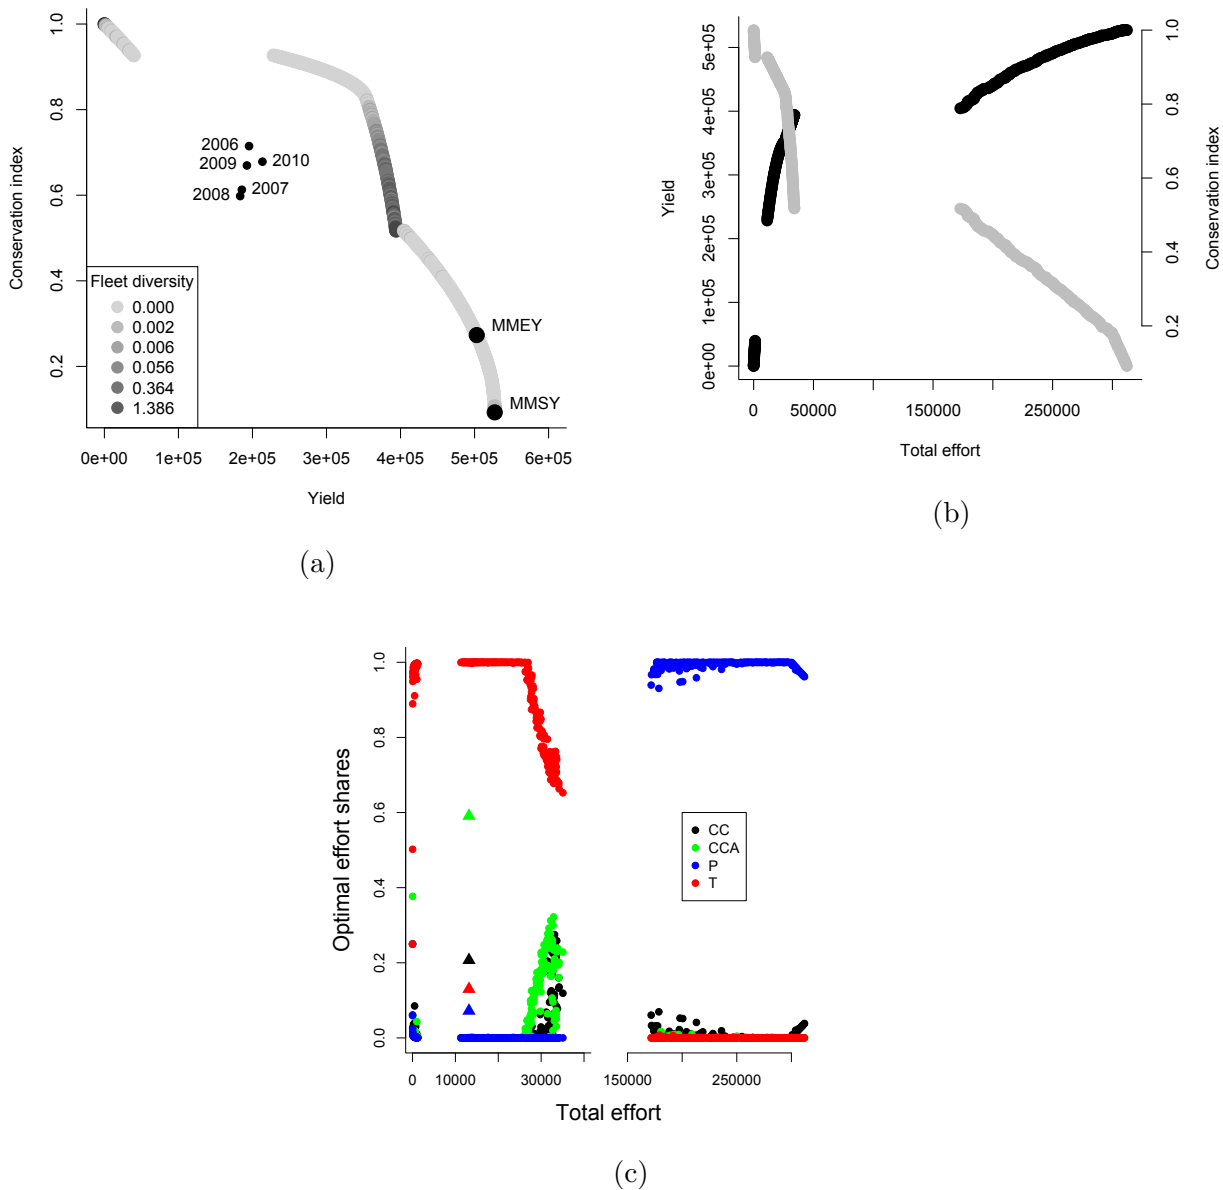 Conservation index
1.0
0.8
0.6
0.4
0.2
2006
2009
2010
2008
2007
Fleet diversity
0.000
0.002
0.006
0.056
0.364
1.386
MMEY
MMSY
0e+00 1e+05 2e+05 3e+05 4e+05 5e+05 6e+05
Yield
(a)
Yield
5e+05
4e+05
3e+05
2e+05
1e+05
0e+00
Conservation index
1.0
0.8
0.6
0.4
0.2
0 50000 150000 250000
Total effort
(b)
Optimal effort shares
1.0
0.8
0.6
0.4
0.2
0.0
CC
CCA
P
T
0 10000 30000 150000 250000
Total effort
(c)